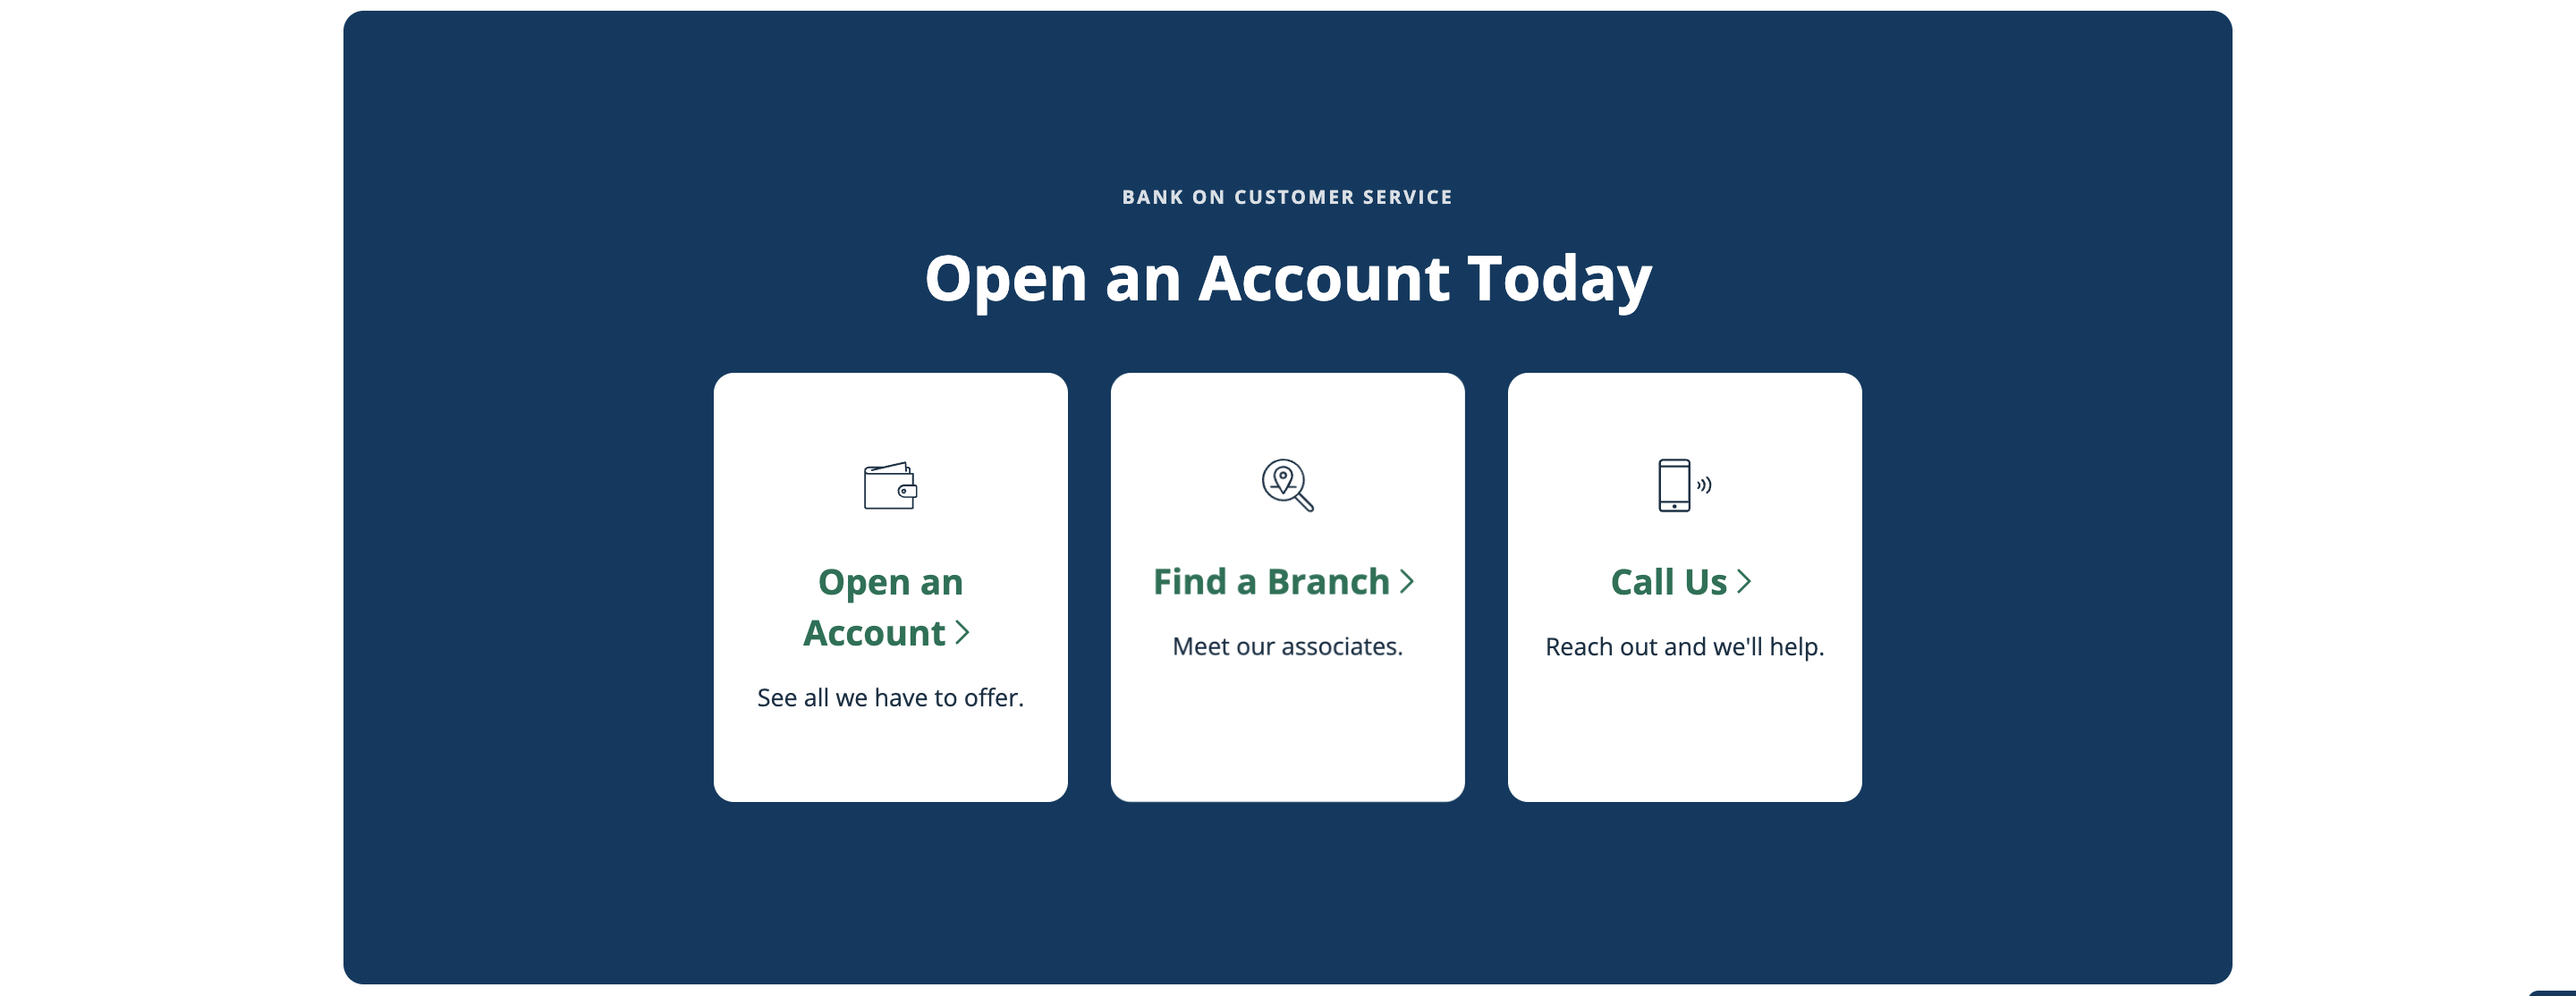 BANK ON CUSTOMER SERVICE
Open an Account Today
Open an
Account
See all we have to offer.
Find a Branch
Meet our associates.
Call Us
Reach out and we'll help.